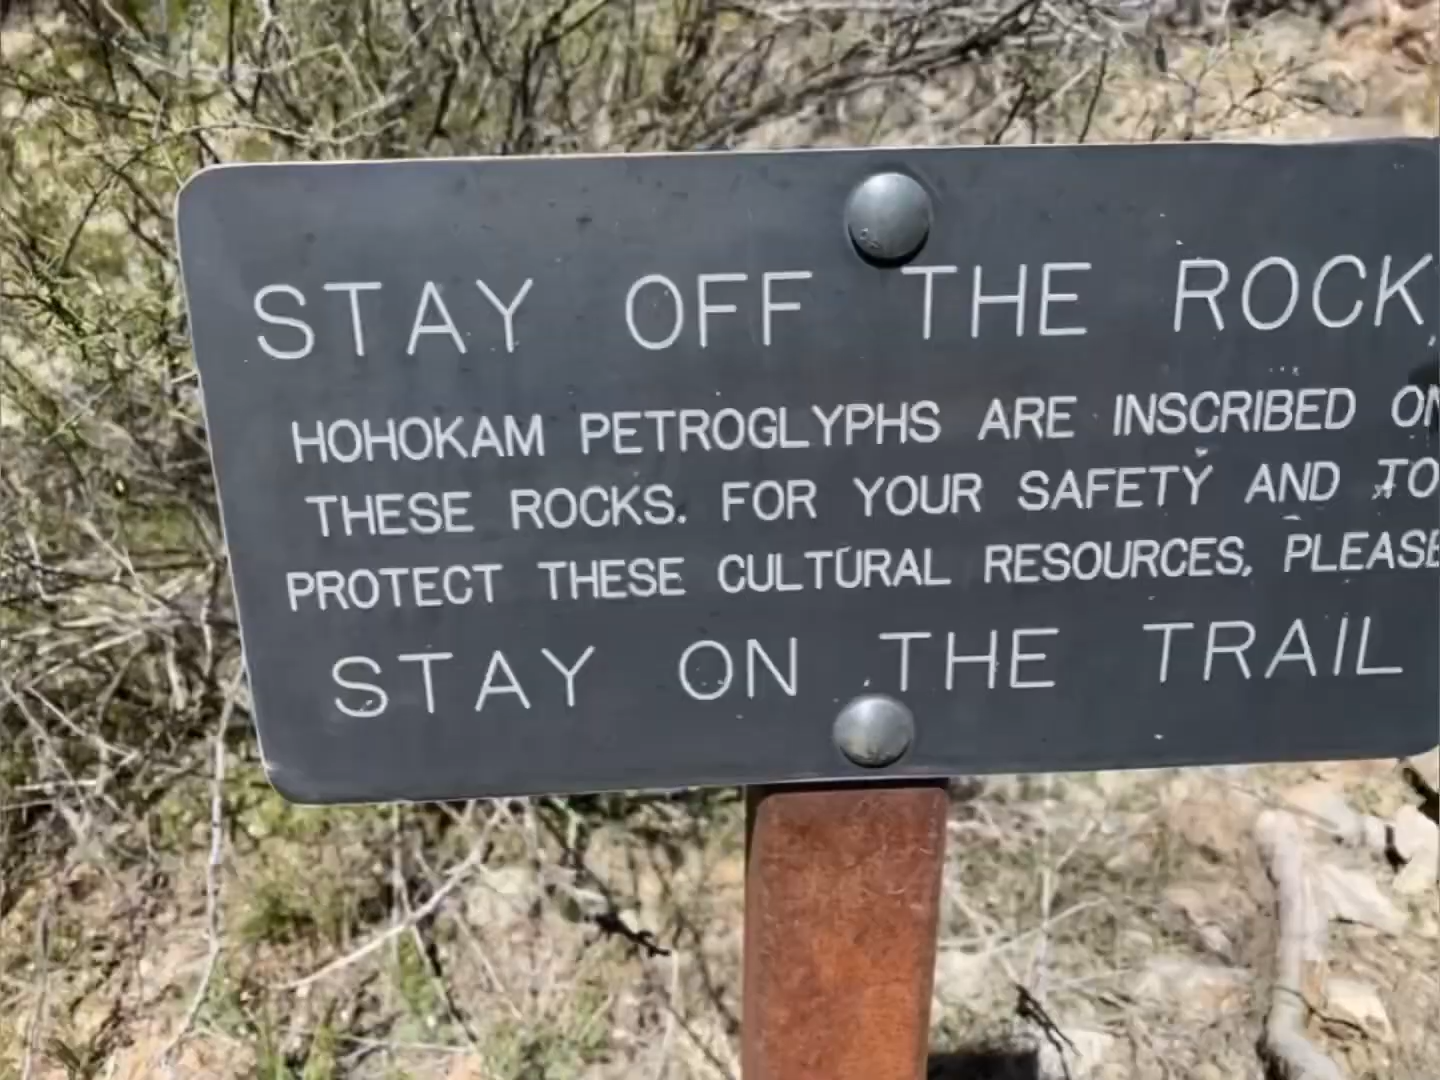 STAY OFF THE ROCK
HOHOKAM PETROGLYPHS ARE INSCRIBED ON
THESE ROCKS. FOR YOUR SAFETY AND TO
PROTECT THESE CULTURAL RESOURCES, PLEASE
STAY ON THE TRAIL